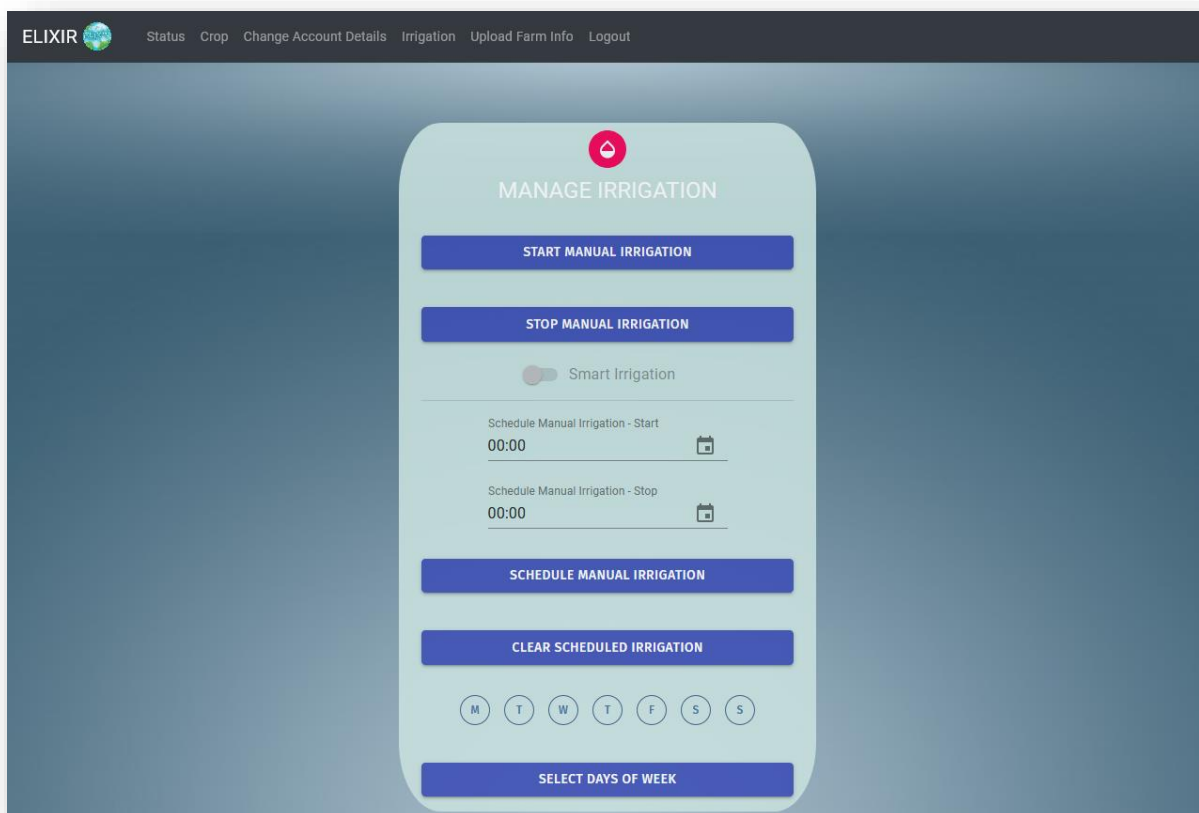 ELIXIR Status Crop Change Account Details Irrigation Upload Farm Info Logout
MANAGE IRRIGATION
START MANUAL IRRIGATION
STOP MANUAL IRRIGATION
Smart Irrigation
Schedule Manual Irrigation - Start
00:00
Schedule Manual Irrigation - Stop
00:00
SCHEDULE MANUAL IRRIGATION
CLEAR SCHEDULED IRRIGATION
M T W T F S S
SELECT DAYS OF WEEK